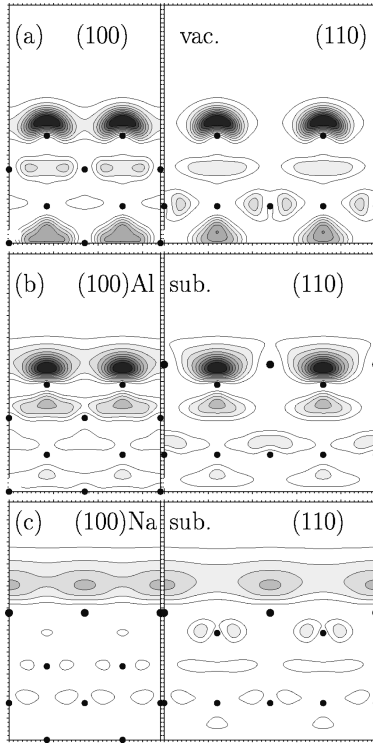 (a) (100) vac. (110)
(b) (100)Al sub. (110)
(c) (100)Na sub. (110)